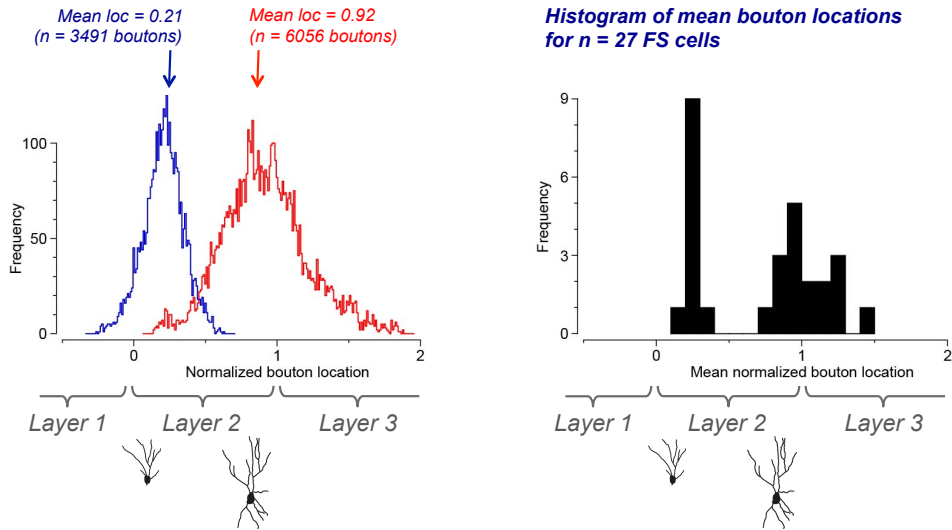 Mean loc = 0.21
(n = 3491 boutons)
Mean loc = 0.92
(n = 6056 boutons)
100
50
0
Frequency
0
1
2
Normalized bouton location
Layer 1
Layer 2
Layer 3
Histogram of mean bouton locations
for n = 27 FS cells
9
6
3
0
Frequency
0
1
2
Mean normalized bouton location
Layer 1
Layer 2
Layer 3